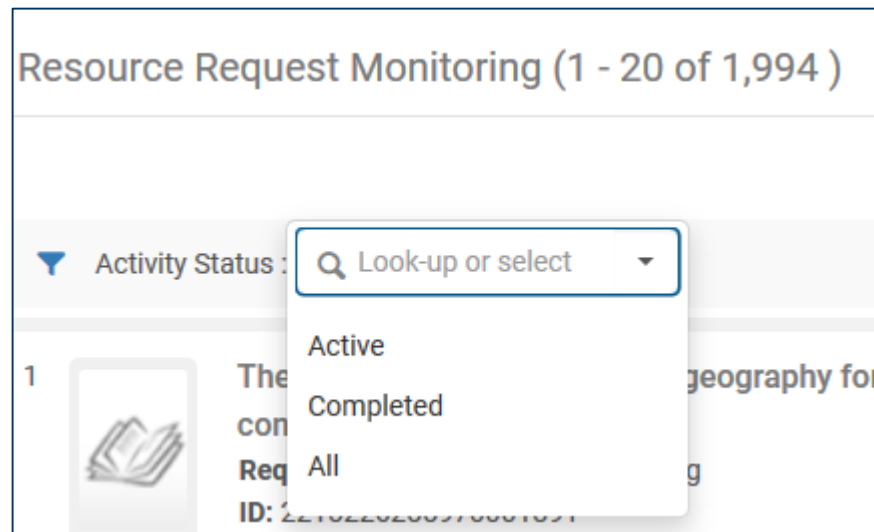 Resource Request Monitoring (1 - 20 of 1,994 )
Activity Status :
Look-up or select
Active
Completed
All
1
The geography for
con
Req g
ID: